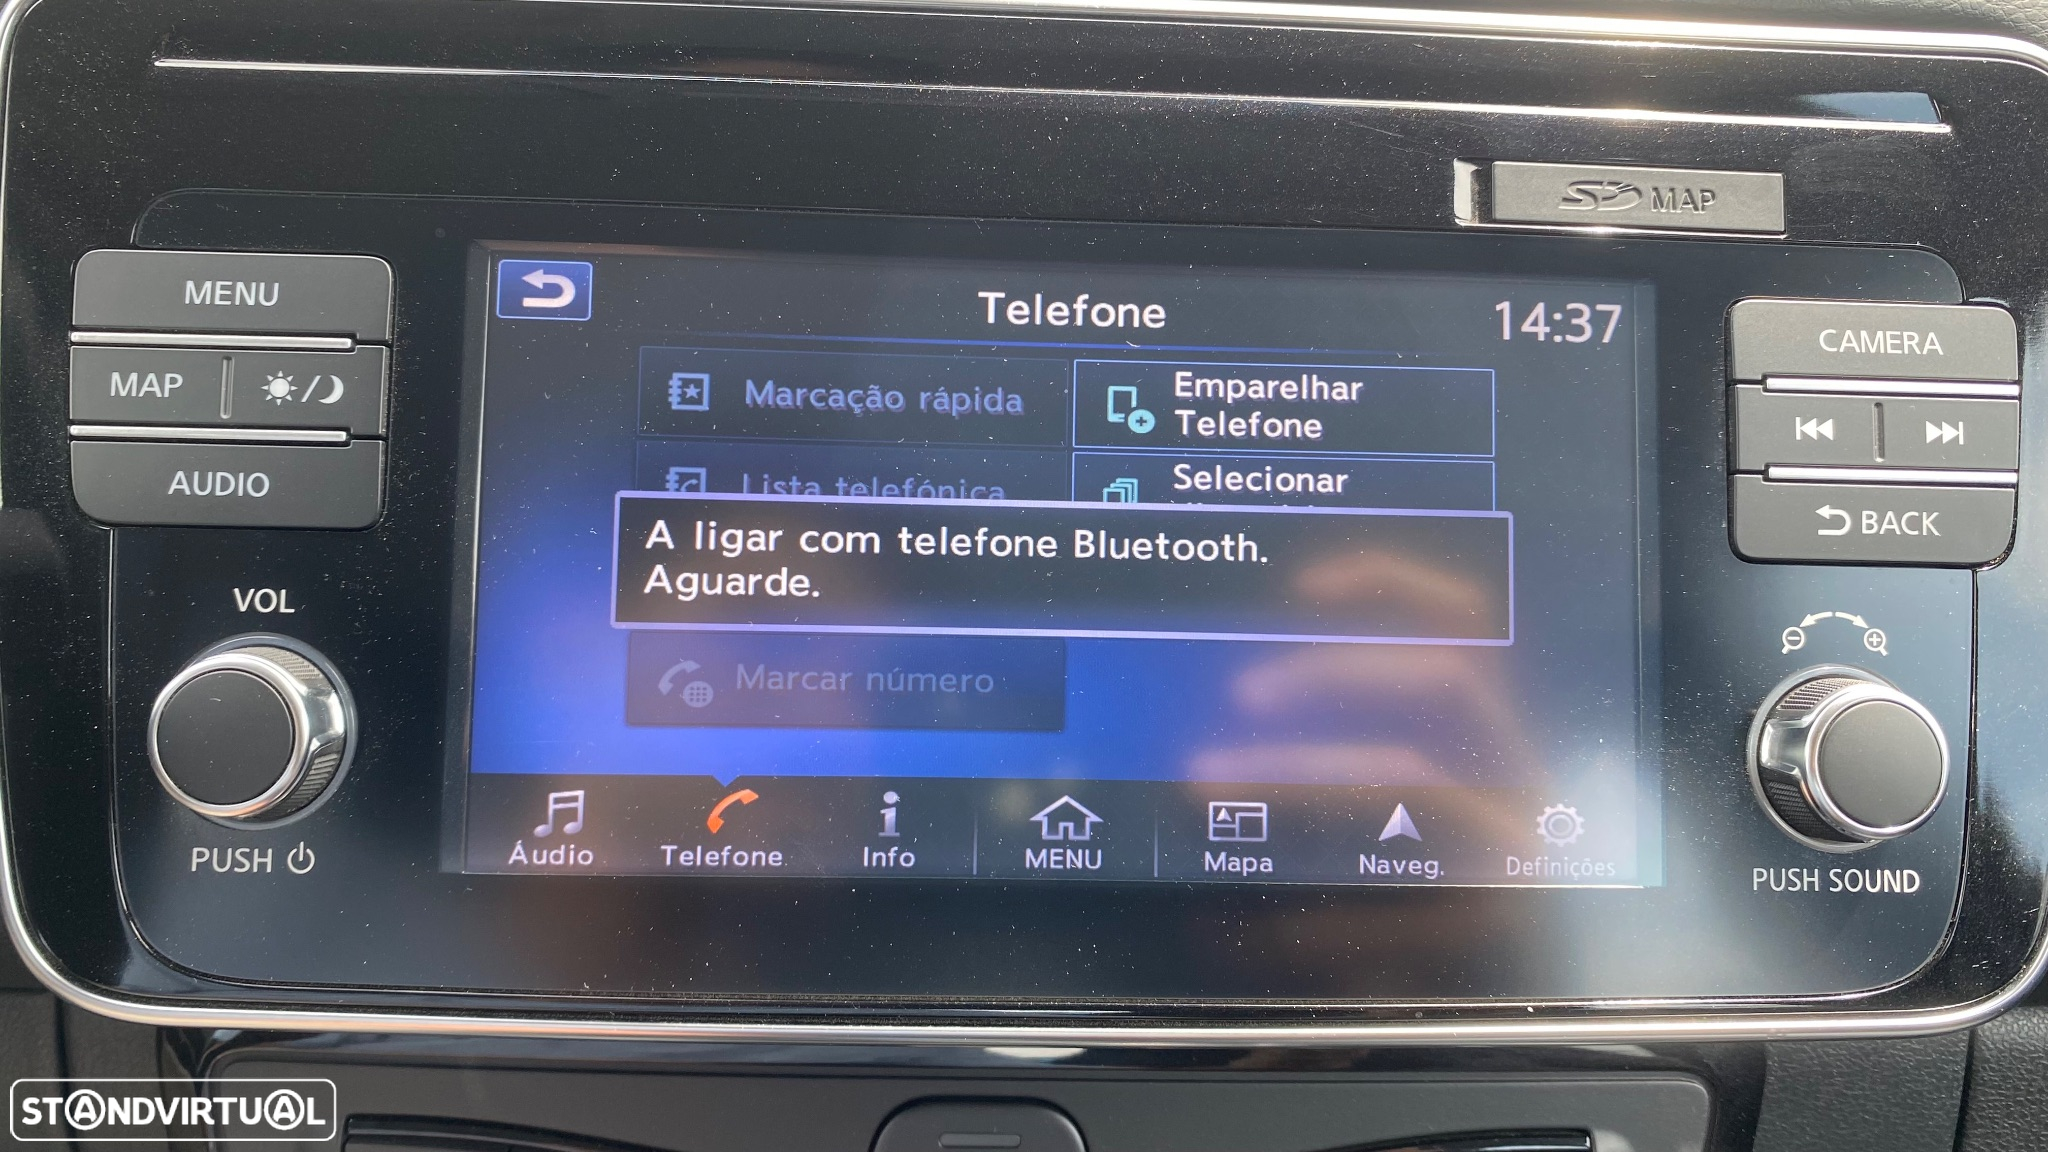 SD MAP
MENU
MAP
AUDIO
VOL
PUSH
Telefone
14:37
Marcação rápida
Emparelhar
Telefone
Lista telefónica
Selecionar
A ligar com telefone Bluetooth.
Aguarde.
Marcar número
Áudio
Telefone
Info
MENU
Mapa
Naveg.
Definições
CAMERA
BACK
PUSH SOUND
STANDVIRTUAL